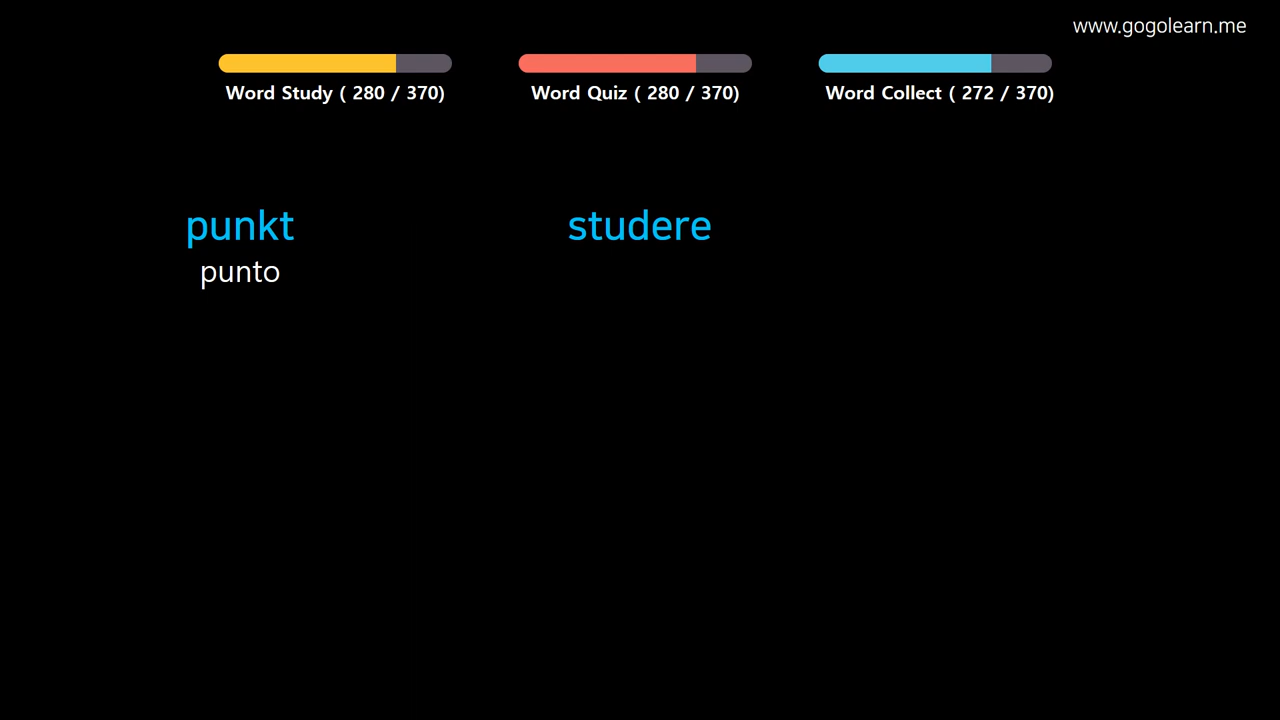 www.gogolearn.me
Word Study ( 280 / 370)
Word Quiz ( 280 / 370)
Word Collect ( 272 / 370)
punkt
punto
studere